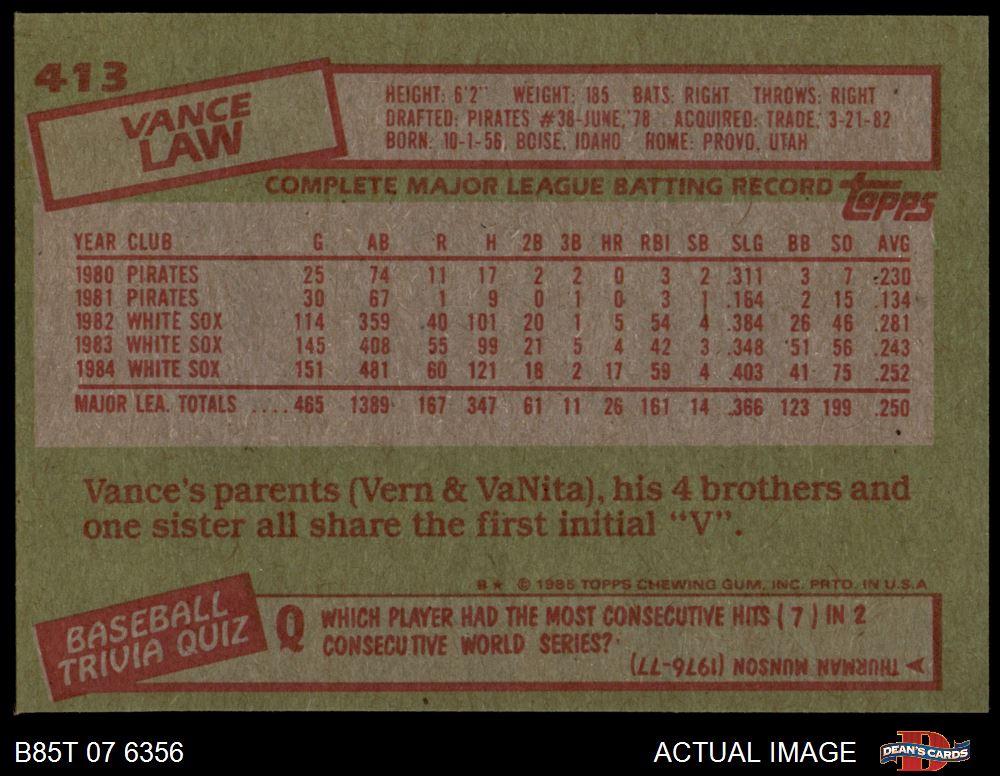 413
VANCE
LAW
HEIGHT: 6'2" WEIGHT: 185 BATS: RIGHT THROWS: RIGHT
DRAFTED: PIRATES #38-JUNE,'78 ACQUIRED: TRADE, 3-21-82
BORN: 10-1-56, BOISE, IDAHO HOME: PROVO, UTAH
COMPLETE MAJOR LEAGUE BATTING RECORD topps
YEAR CLUB G AB R H 2B 3B HR RBI SB SLG BB SO AVG
1980 PIRATES 25 74 11 17 2 2 0 3 2 .311 3 7 .230
1981 PIRATES 30 67 1 9 0 1 0 3 1 .164 2 15 .134
1982 WHITE SOX 114 359 40 101 20 1 5 54 4 .384 26 46 .281
1983 WHITE SOX 145 408 55 99 21 5 4 42 3 .348 51 56 .243
1984 WHITE SOX 151 481 60 121 18 2 17 59 4 .403 41 75 .252
MAJOR LEA. TOTALS ....465 1389 167 347 61 11 26 161 14 .366 123 199 .250
Vance's parents (Vern & VaNita), his 4 brothers and
one sister all share the first initial "V".
B★ © 1985 TOPPS CHEWING GUM, INC. PRTD. IN U.S.A
BASEBALL
TRIVIA QUIZ
Q WHICH PLAYER HAD THE MOST CONSECUTIVE HITS (7) IN 2
CONSECUTIVE WORLD SERIES?
THURMAN MUNSON (1976-77)
B85T 07 6356
ACTUAL IMAGE
DEAN'S CARDS